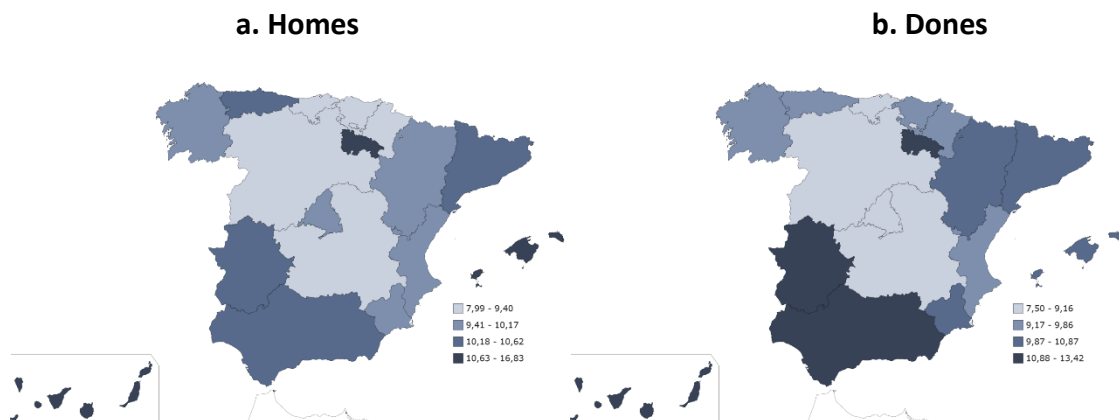 a. Homes
b. Dones
7,99 - 9,40
9,41 - 10,17
10,18 - 10,62
10,63 - 16,83
7,50 - 9,16
9,17 - 9,86
9,87 - 10,87
10,88 - 13,42